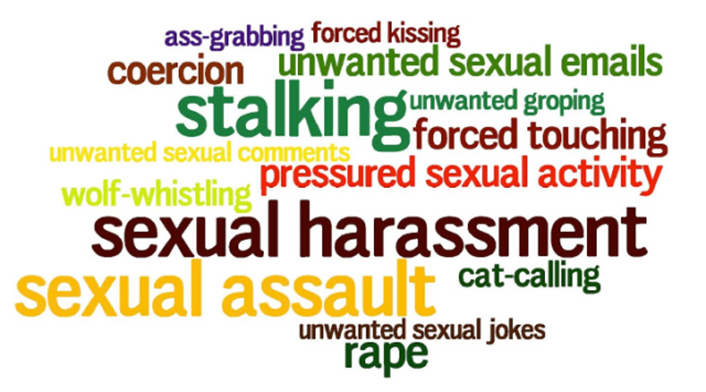 ass-grabbing
forced kissing
coercion
unwanted sexual emails
stalking
unwanted groping
forced touching
unwanted sexual comments
pressured sexual activity
wolf-whistling
sexual harassment
sexual assault
cat-calling
unwanted sexual jokes
rape